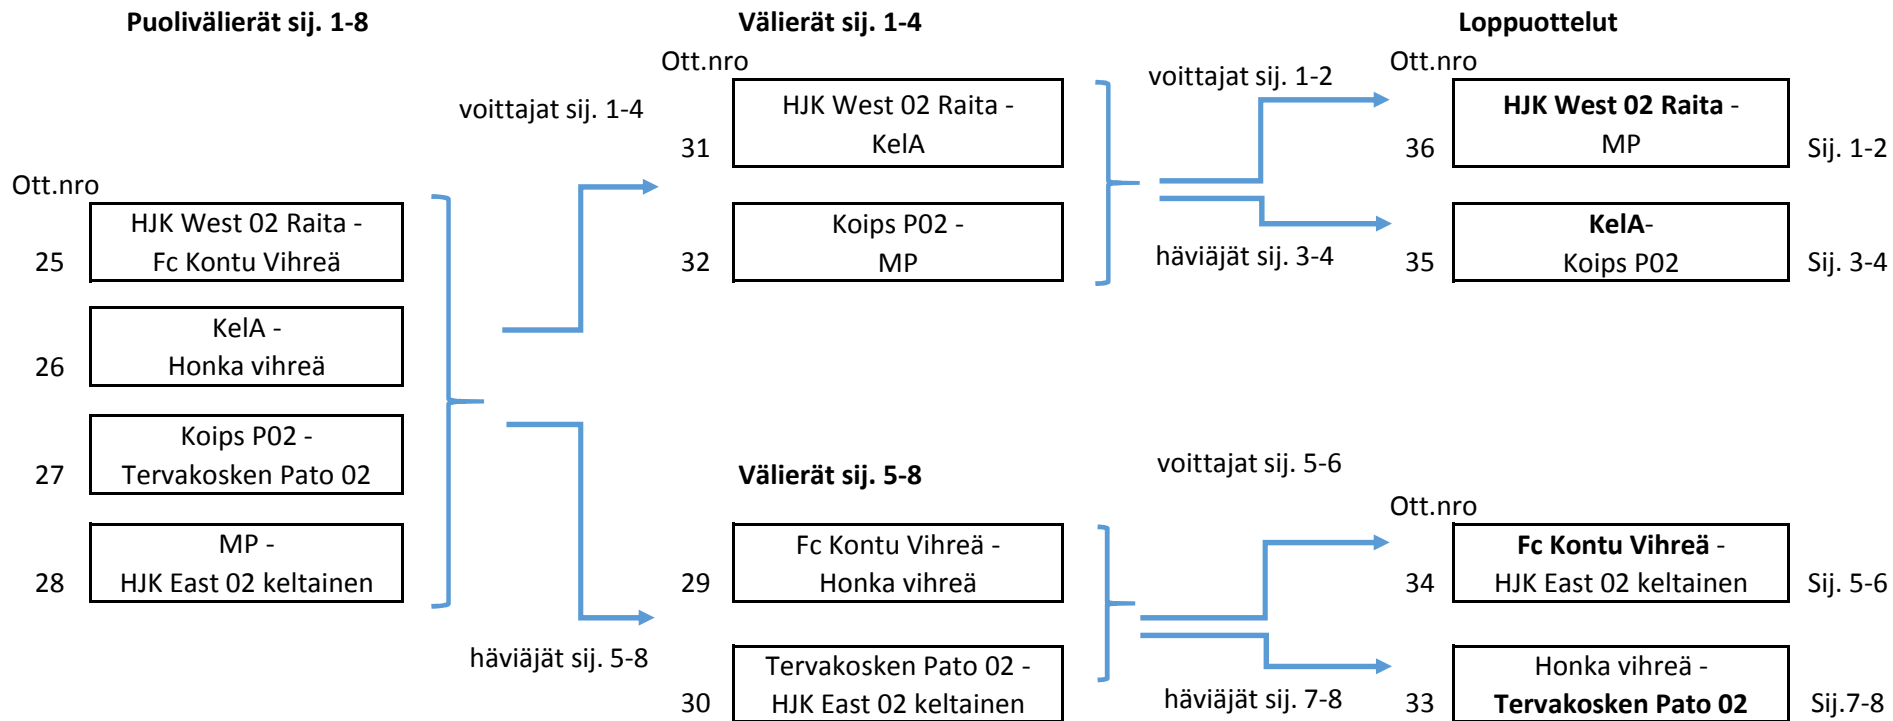 Puolivälierät sij. 1-8
Välierät sij. 1-4
Loppuottelut
Ott.nro
voittajat sij. 1-2
Ott.nro
voittajat sij. 1-4
HJK West 02 Raita -
HJK West 02 Raita -
31
KelA
36
MP
Sij. 1-2
Ott.nro
HJK West 02 Raita -
Koips P02 -
KelA-
25
Fc Kontu Vihreä
32
MP
häviäjät sij. 3-4
35
Koips P02
Sij. 3-4
KelA -
26
Honka vihreä
Koips P02 -
27
Tervakosken Pato 02
Välierät sij. 5-8
voittajat sij. 5-6
Ott.nro
MP -
Fc Kontu Vihreä -
Fc Kontu Vihreä -
28
HJK East 02 keltainen
29
Honka vihreä
34
HJK East 02 keltainen
Sij. 5-6
häviäjät sij. 5-8
Tervakosken Pato 02 -
Honka vihreä -
30
HJK East 02 keltainen
häviäjät sij. 7-8
33
Tervakosken Pato 02
Sij.7-8